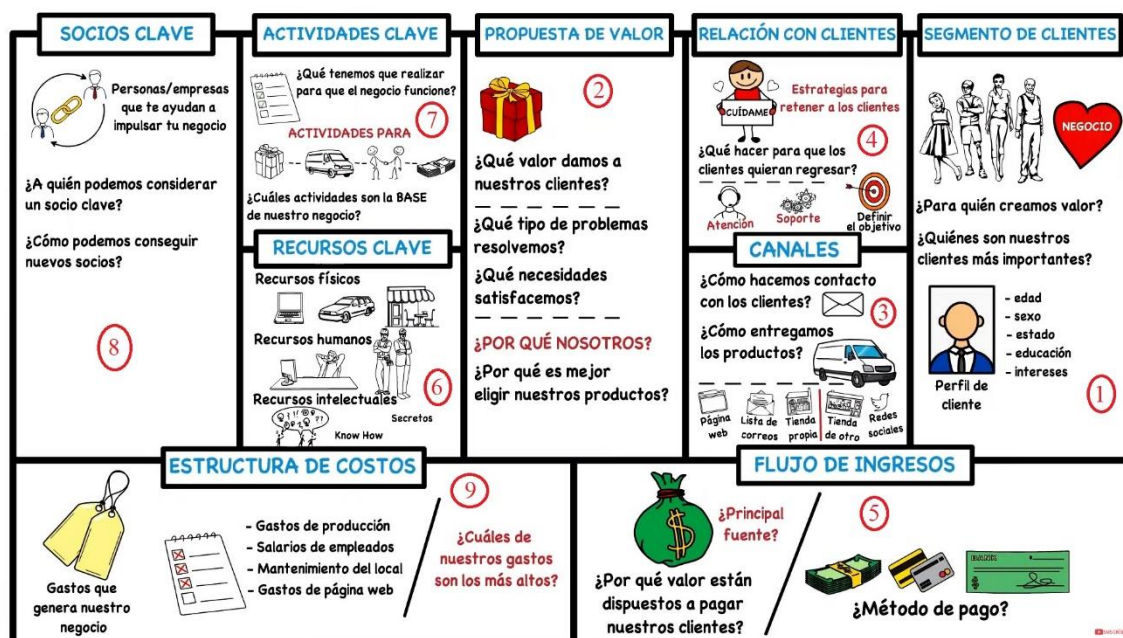 SOCIOS CLAVE
Personas/empresas
que te ayudan a
impulsar tu negocio
¿A quién podemos considerar
un socio clave?
¿Cómo podemos conseguir
nuevos socios?
8
ACTIVIDADES CLAVE
¿Qué tenemos que realizar
para que el negocio funcione?
7
ACTIVIDADES PARA
¿Cuáles actividades son la BASE
de nuestro negocio?
RECURSOS CLAVE
Recursos físicos
Recursos humanos
6
Recursos intelectuales
Secretos
Know How
PROPUESTA DE VALOR
2
¿Qué valor damos a
nuestros clientes?
¿Qué tipo de problemas
resolvemos?
¿Qué necesidades
satisfacemos?
¿POR QUÉ NOSOTROS?
¿Por qué es mejor
eligir nuestros productos?
RELACIÓN CON CLIENTES
CUÍDAME
Estrategias para
retener a los clientes
4
¿Qué hacer para que los
clientes quieran regresar?
Atención
Soporte
Definir
el objetivo
CANALES
¿Cómo hacemos contacto
con los clientes?
3
¿Cómo entregamos
los productos?
Página
web
Lista de
correos
Tienda
propia
Tienda
de otro
Redes
sociales
SEGMENTO DE CLIENTES
NEGOCIO
¿Para quién creamos valor?
¿Quiénes son nuestros
clientes más importantes?
- edad
- sexo
- estado
- educación
- intereses
Perfil de
cliente
1
ESTRUCTURA DE COSTOS
Gastos que
genera nuestro
negocio
- Gastos de producción
- Salarios de empleados
- Mantenimiento del local
- Gastos de página web
9
¿Cuáles de
nuestros gastos
son los más altos?
FLUJO DE INGRESOS
$
¿Principal
fuente?
¿Por qué valor están
dispuestos a pagar
nuestros clientes?
5
BANK
$
¿Método de pago?